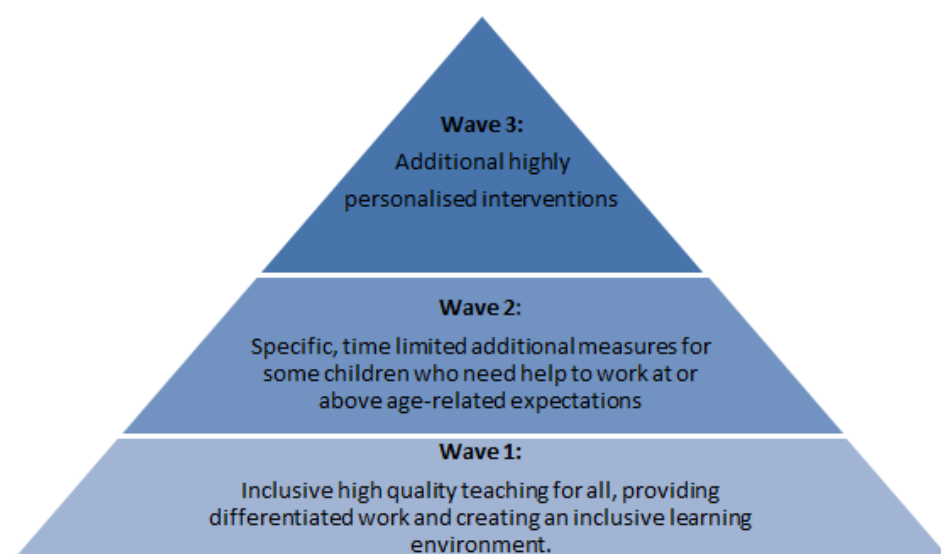 Wave 3:
Additional highly
personalised interventions
Wave 2:
Specific, time limited additional measures for
some children who need help to work at or
above age-related expectations
Wave 1:
Inclusive high quality teaching for all, providing
differentiated work and creating an inclusive learning
environment.